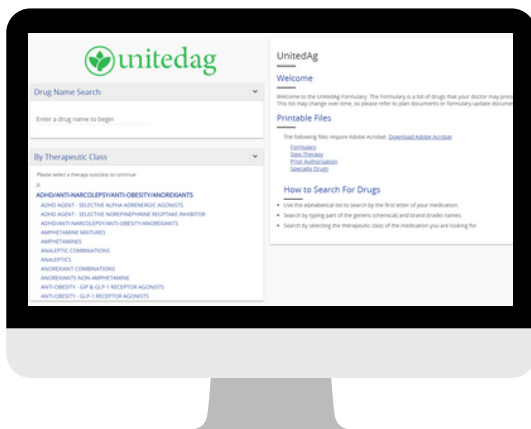 unitedag
Drug Name Search
Enter a drug name to begin
By Therapeutic Class
Please select a therapy subclass to continue
A
ADHD/ANTI-NARCOLEPSY/ANTI-OBESITY/ANOREXIANTS
ADHD AGENT - SELECTIVE ALPHA ADRENERGIC AGONISTS
ADHD AGENT - SELECTIVE NOREPINEPHRINE REUPTAKE INHIBITOR
ADHD/ANTI-NARCOLEPSY/ANTI-OBESITY/ANOREXIANTS
AMPHETAMINE MIXTURES
AMPHETAMINES
ANALEPTIC COMBINATIONS
ANALEPTICS
ANOREXIANT COMBINATIONS
ANOREXIANTS NON-AMPHETAMINE
ANTI-OBESITY - GIP & GLP-1 RECEPTOR AGONISTS
ANTI-OBESITY - GLP-1 RECEPTOR AGONISTS
UnitedAg
Welcome
Welcome to the UnitedAg Formulary. The Formulary is a list of drugs that your doctor may
This list may change over time, so please refer to plan documents or formulary update
Printable Files
The following files require Adobe Acrobat. Download Adobe Acrobat
Formulary
Step Therapy
Prior Authorization
Specialty Drugs
How to Search For Drugs
Use the alphabetical list to search by the first letter of your medication.
Search by typing part of the generic (chemical) and brand (trade) names.
Search by selecting the therapeutic class of the medication you are looking for.